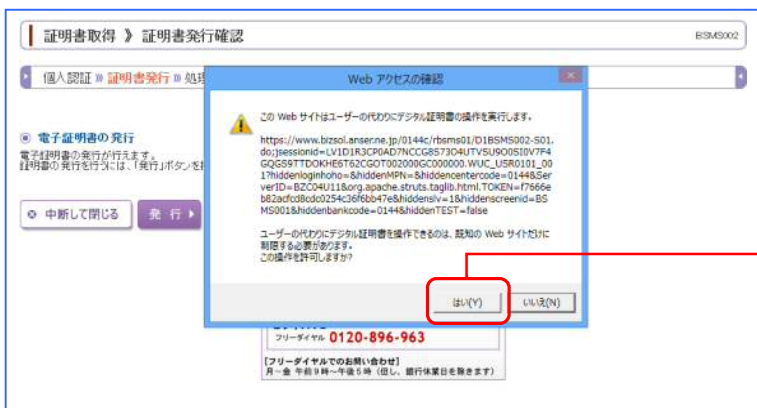 証明書取得 》 証明書発行確認
BSMS002
個人認証 » 証明書発行 » 処理
Web アクセスの確認
この Web サイトはユーザーの代わりにデジタル証明書の操作を実行します。
https://www.bizsol.anser.ne.jp/0144c/rbsms01/D1BSMS002-S01.
do;jsessionid=LV1D1R3CP0AD7NCCG8573O4UTVSU9O0SI0V7F4
GQGS9TTDOKHE6T62CGOT002000GC000000.WUC_USR0101_00
1?hiddenloginhoho=&hiddenMPN=&hiddencentercode=0144&Ser
verID=BZC04U11&org.apache.struts.taglib.html.TOKEN=f7666e
b82acfcd8cdc0254c36f6bb47e&hiddenslv=1&hiddenscreenid=BS
MS001&hiddenbankcode=0144&hiddenTEST=false
ユーザーの代わりにデジタル証明書を操作できるのは、既知の Web サイトだけに
制限する必要があります。
この操作を許可しますか?
電子証明書の発行
電子証明書の発行が行えます。
証明書の発行を行うには、「発行」ボタンを
中断して閉じる
発 行
はい(Y)
いいえ(N)
フリーダイヤル 0120-896-963
[フリーダイヤルでのお問い合わせ]
月～金 午前9時～午後5時 (但し、銀行休業日を除きます)